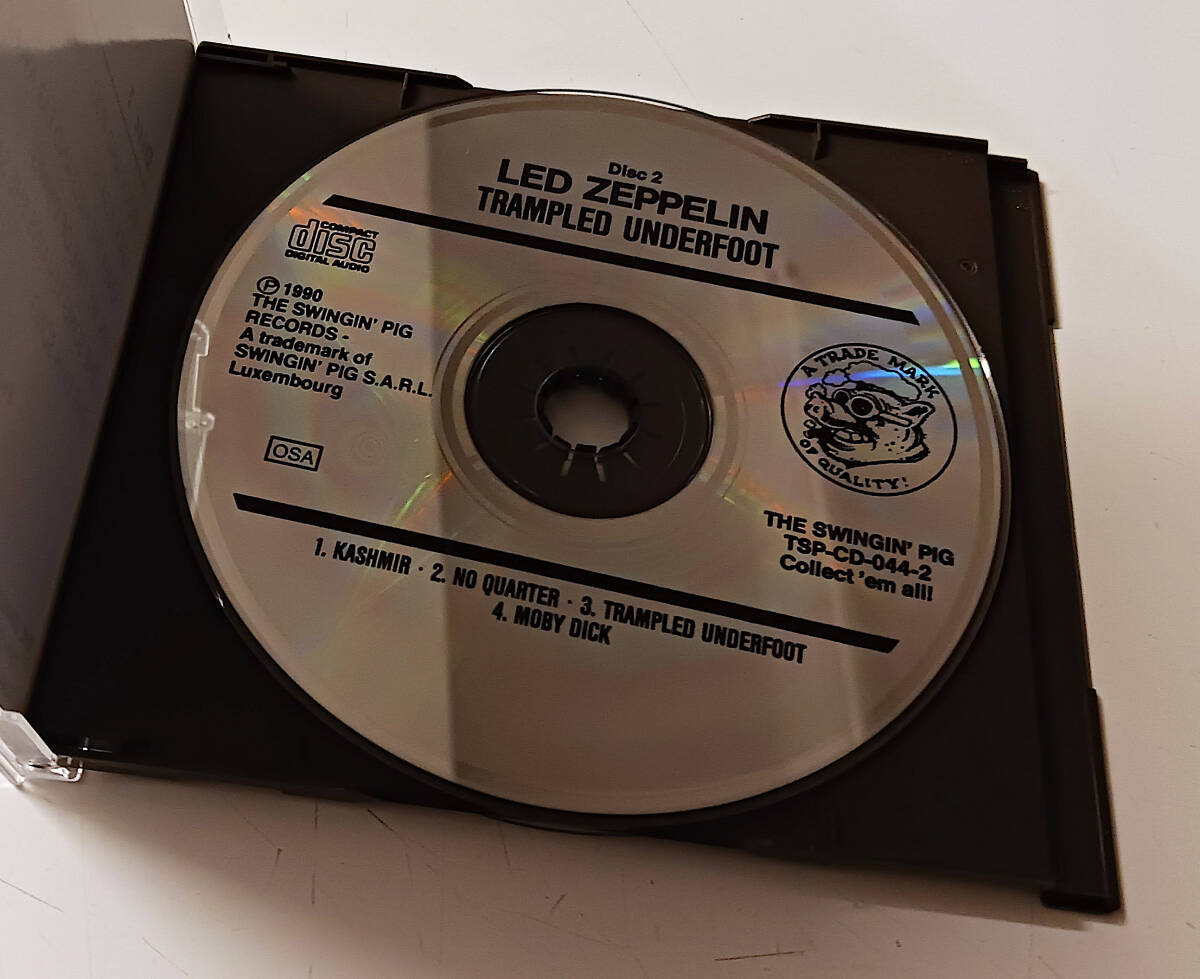 Disc 2
LED ZEPPELIN
TRAMPLED UNDERFOOT
COMPACT
disc
DIGITAL AUDIO
℗ 1990
THE SWINGIN' PIG
RECORDS -
A trademark of
SWINGIN' PIG S.A.R.L.
Luxembourg
OSA
A TRADE MARK
OF QUALITY!
THE SWINGIN' PIG
TSP-CD-044-2
Collect 'em all!
1. KASHMIR · 2. NO QUARTER · 3. TRAMPLED UNDERFOOT
4. MOBY DICK